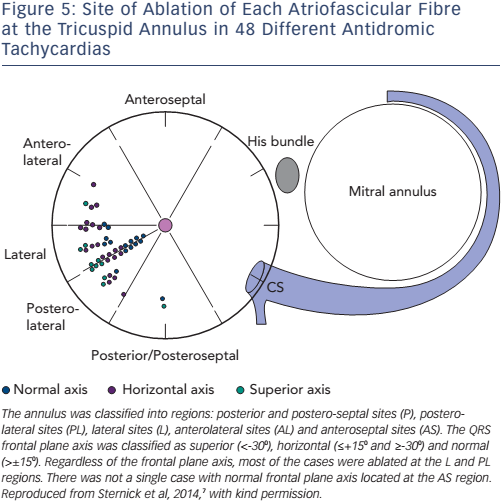 Figure 5: Site of Ablation of Each Atriofascicular Fibre
at the Tricuspid Annulus in 48 Different Antidromic
Tachycardias
Anteroseptal
His bundle
Antero-
lateral
Mitral annulus
Lateral
CS
Postero-
lateral
Posterior/Posteroseptal
Normal axis
Horizontal axis
Superior axis
The annulus was classified into regions: posterior and postero-septal sites (P), postero-
lateral sites (PL), lateral sites (L), anterolateral sites (AL) and anteroseptal sites (AS). The QRS
frontal plane axis was classified as superior (<-30º), horizontal (≤+15º and ≥-30º) and normal
(>±15º). Regardless of the frontal plane axis, most of the cases were ablated at the L and PL
regions. There was not a single case with normal frontal plane axis located at the AS region.
Reproduced from Sternick et al, 2014,⁷ with kind permission.